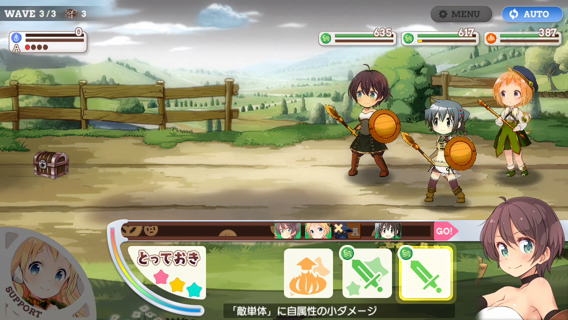 WAVE 3/3 3
MENU
AUTO
0
A
635
617
387
GO!
とっておき
SUPPORT
「敵単体」に自属性の小ダメージ